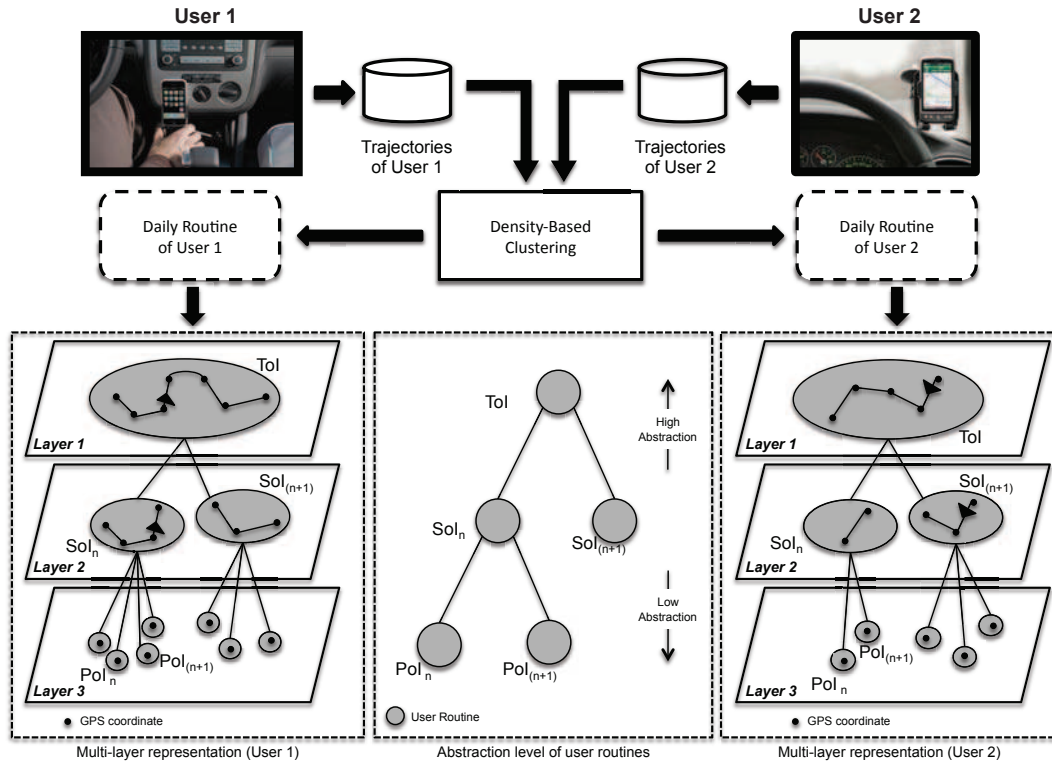 User 1
User 2
Trajectories
of User 1
Trajectories
of User 2
Daily Routine
of User 1
Density-Based
Clustering
Daily Routine
of User 2
ToI
Layer 1
SoI(n+1)
SoIn
Layer 2
PoI(n+1)
PoIn
Layer 3
GPS coordinate
Multi-layer representation (User 1)
ToI
High
Abstraction
SoIn
SoI(n+1)
Low
Abstraction
PoIn
PoI(n+1)
User Routine
Abstraction level of user routines
ToI
Layer 1
SoI(n+1)
SoIn
Layer 2
PoI(n+1)
PoIn
Layer 3
GPS coordinate
Multi-layer representation (User 2)